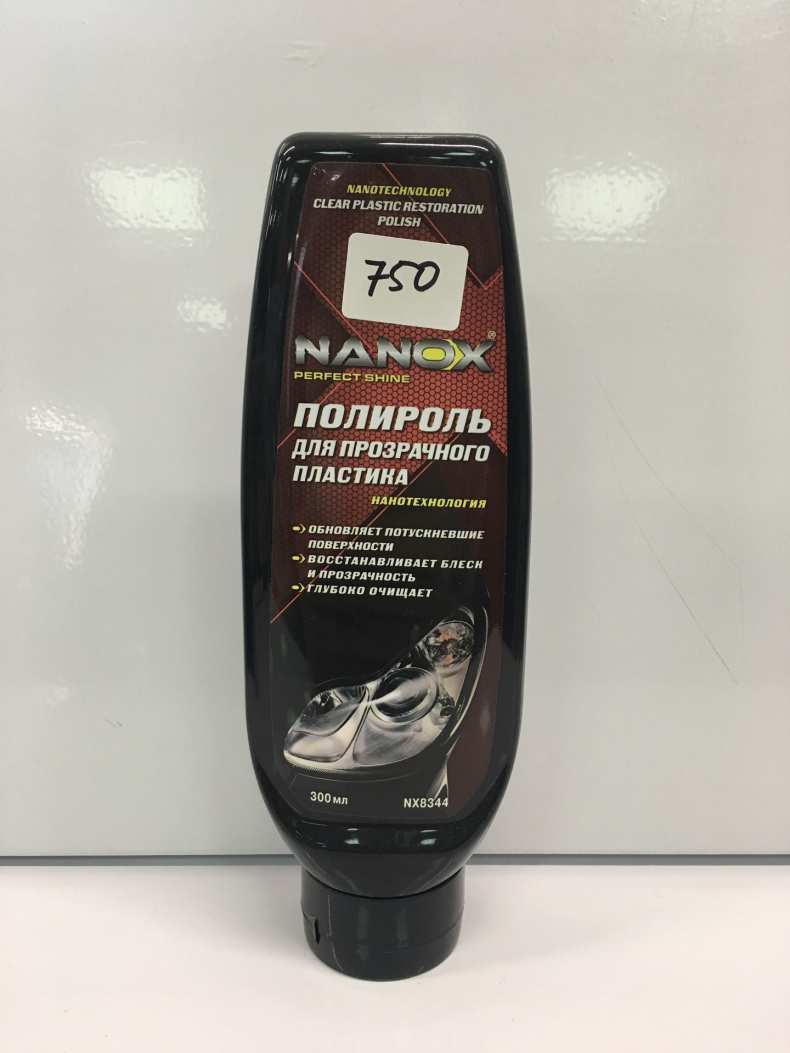 NANOTECHNOLOGY
CLEAR PLASTIC RESTORATION
POLISH
750
NANOX®
PERFECT SHINE
ПОЛИРОЛЬ
ДЛЯ ПРОЗРАЧНОГО
ПЛАСТИКА
НАНОТЕХНОЛОГИЯ
ОБНОВЛЯЕТ ПОТУСКНЕВШИЕ
ПОВЕРХНОСТИ
ВОССТАНАВЛИВАЕТ БЛЕСК
И ПРОЗРАЧНОСТЬ
ГЛУБОКО ОЧИЩАЕТ
300 мл NX8344